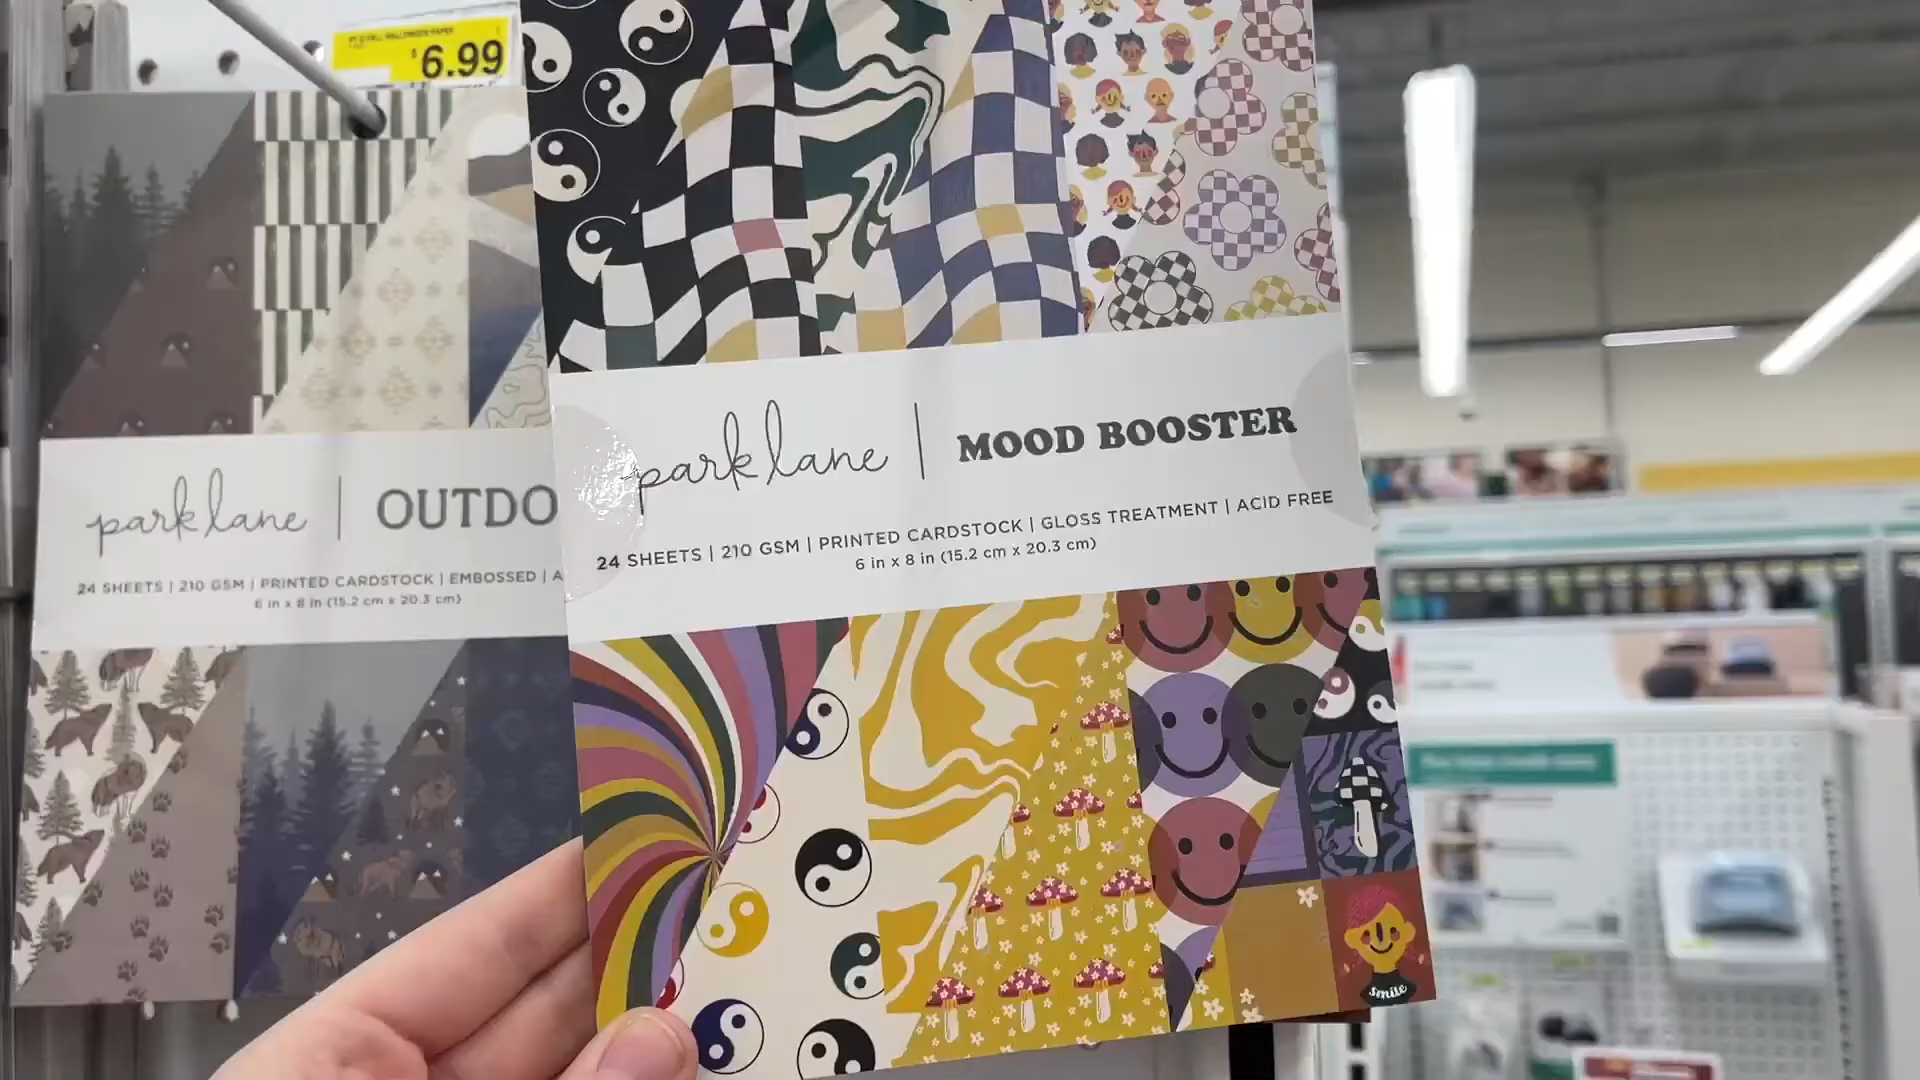 $6.99
park lane | OUTDO
24 SHEETS | 210 GSM | PRINTED CARDSTOCK | EMBOSSED | A
6 in x 8 in (15.2 cm x 20.3 cm)
park lane | MOOD BOOSTER
24 SHEETS | 210 GSM | PRINTED CARDSTOCK | GLOSS TREATMENT | ACID FREE
6 in x 8 in (15.2 cm x 20.3 cm)
smile